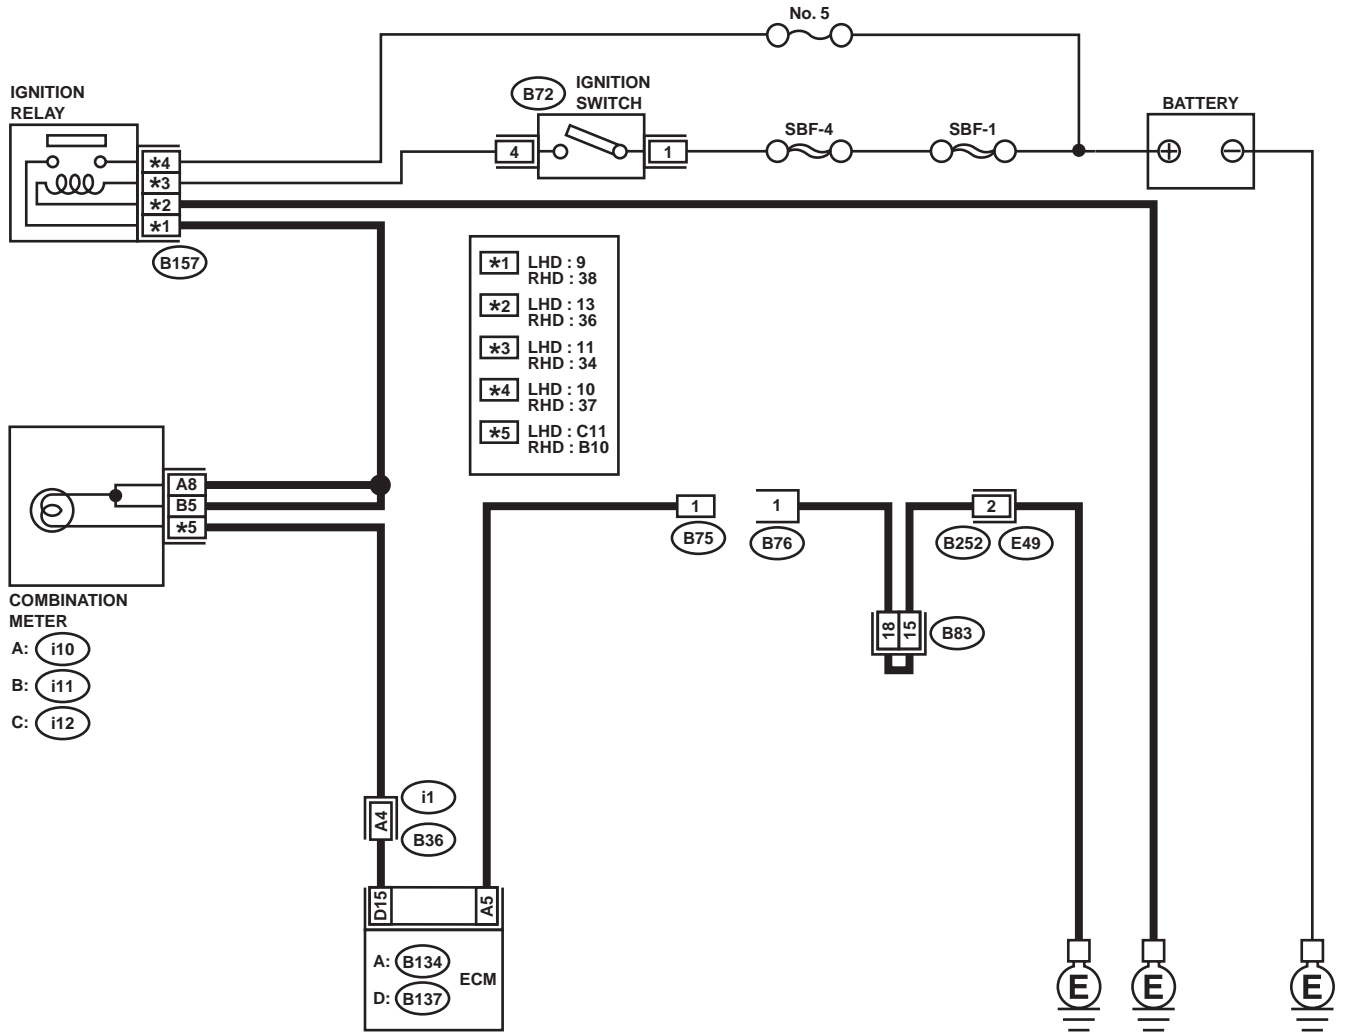 No. 5
IGNITION
RELAY
B72
IGNITION
SWITCH
BATTERY
SBF-4
SBF-1
4
1
*4
*3
*2
*1
B157
*1 LHD : 9
RHD : 38
*2 LHD : 13
RHD : 36
*3 LHD : 11
RHD : 34
*4 LHD : 10
RHD : 37
*5 LHD : C11
RHD : B10
A8
B5
*5
COMBINATION
METER
A: i10
B: i11
C: i12
1
B75
1
B76
2
B252
E49
18
15
B83
i1
A4
B36
D15
A5
A: B134
ECM
D: B137
E
E
E